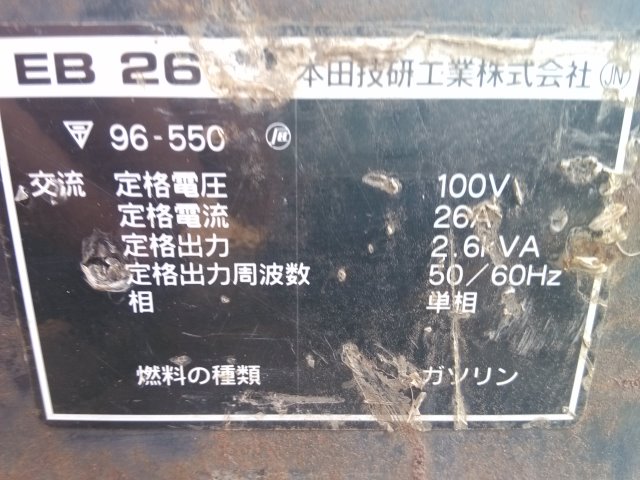 EB 26 本田技研工業株式会社 JN
〒 96-550 JET
交流 定格電圧 100V
定格電流 26A
定格出力 2.6kVA
定格出力周波数 50/60Hz
相 単相
燃料の種類 ガソリン